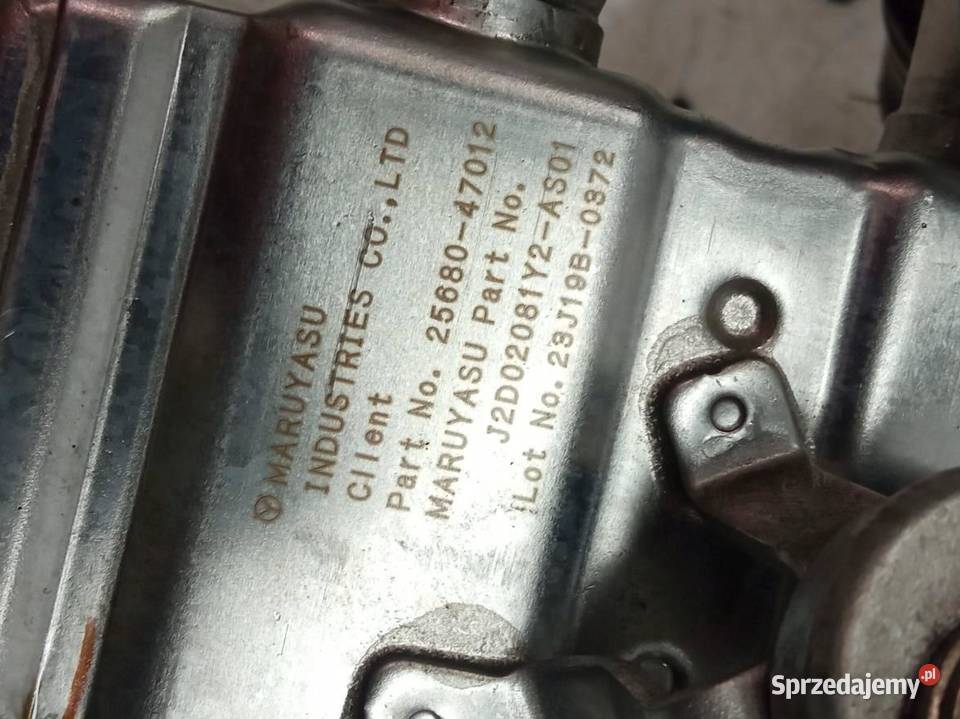 MARUYASU
INDUSTRIES CO.,LTD
Client
Part No. 25680-47012
MARUYASU Part No.
J2D02081Y2-AS01
Lot No. 23J19B-0372
Sprzedajemy.pl